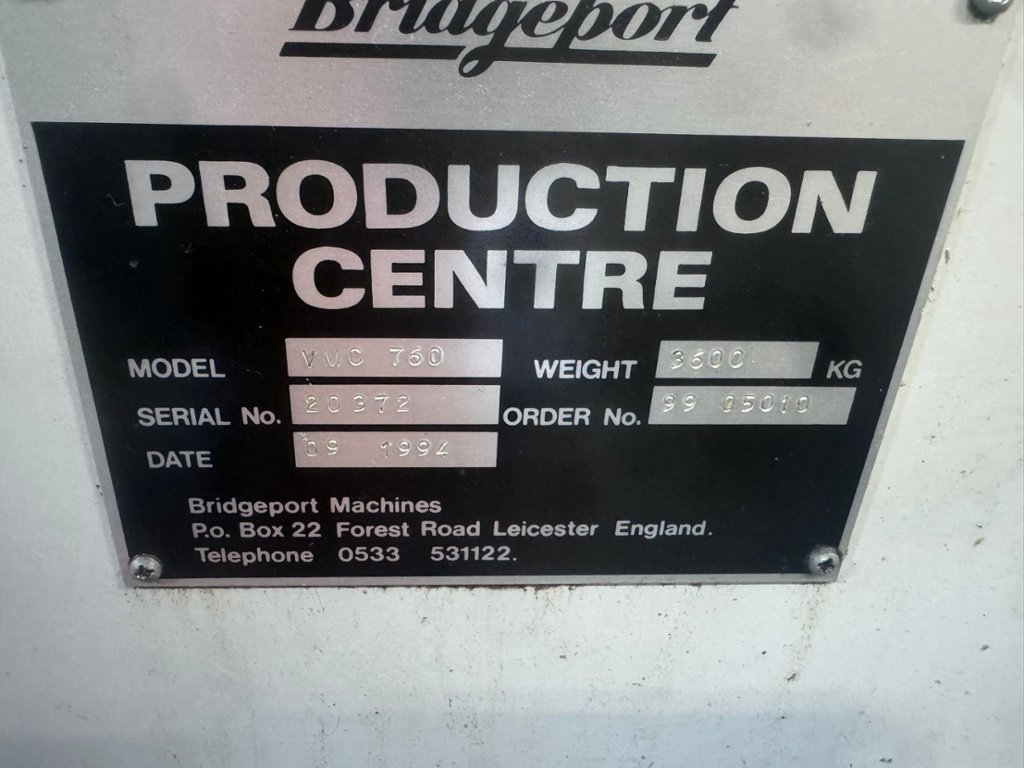 Bridgeport
PRODUCTION
CENTRE
MODEL VMC 760 WEIGHT 3600 KG
SERIAL No. 20372 ORDER No. 99 05010
DATE 09 1994
Bridgeport Machines
P.o. Box 22 Forest Road Leicester England.
Telephone 0533 531122.